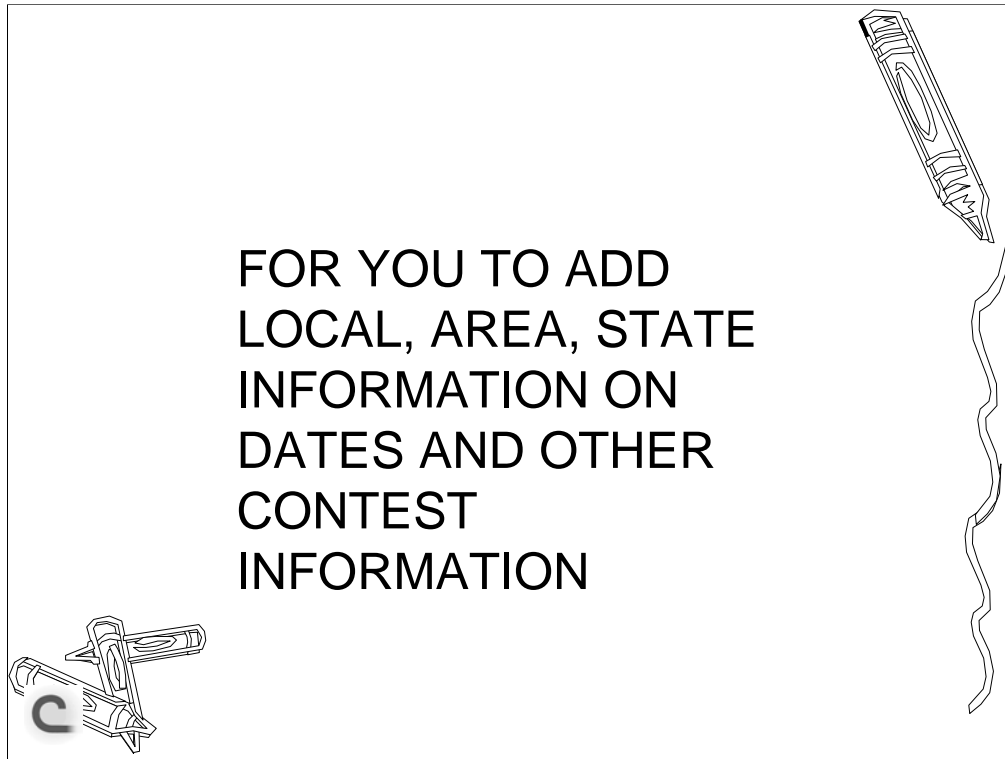 FOR YOU TO ADD
LOCAL, AREA, STATE
INFORMATION ON
DATES AND OTHER
CONTEST
INFORMATION